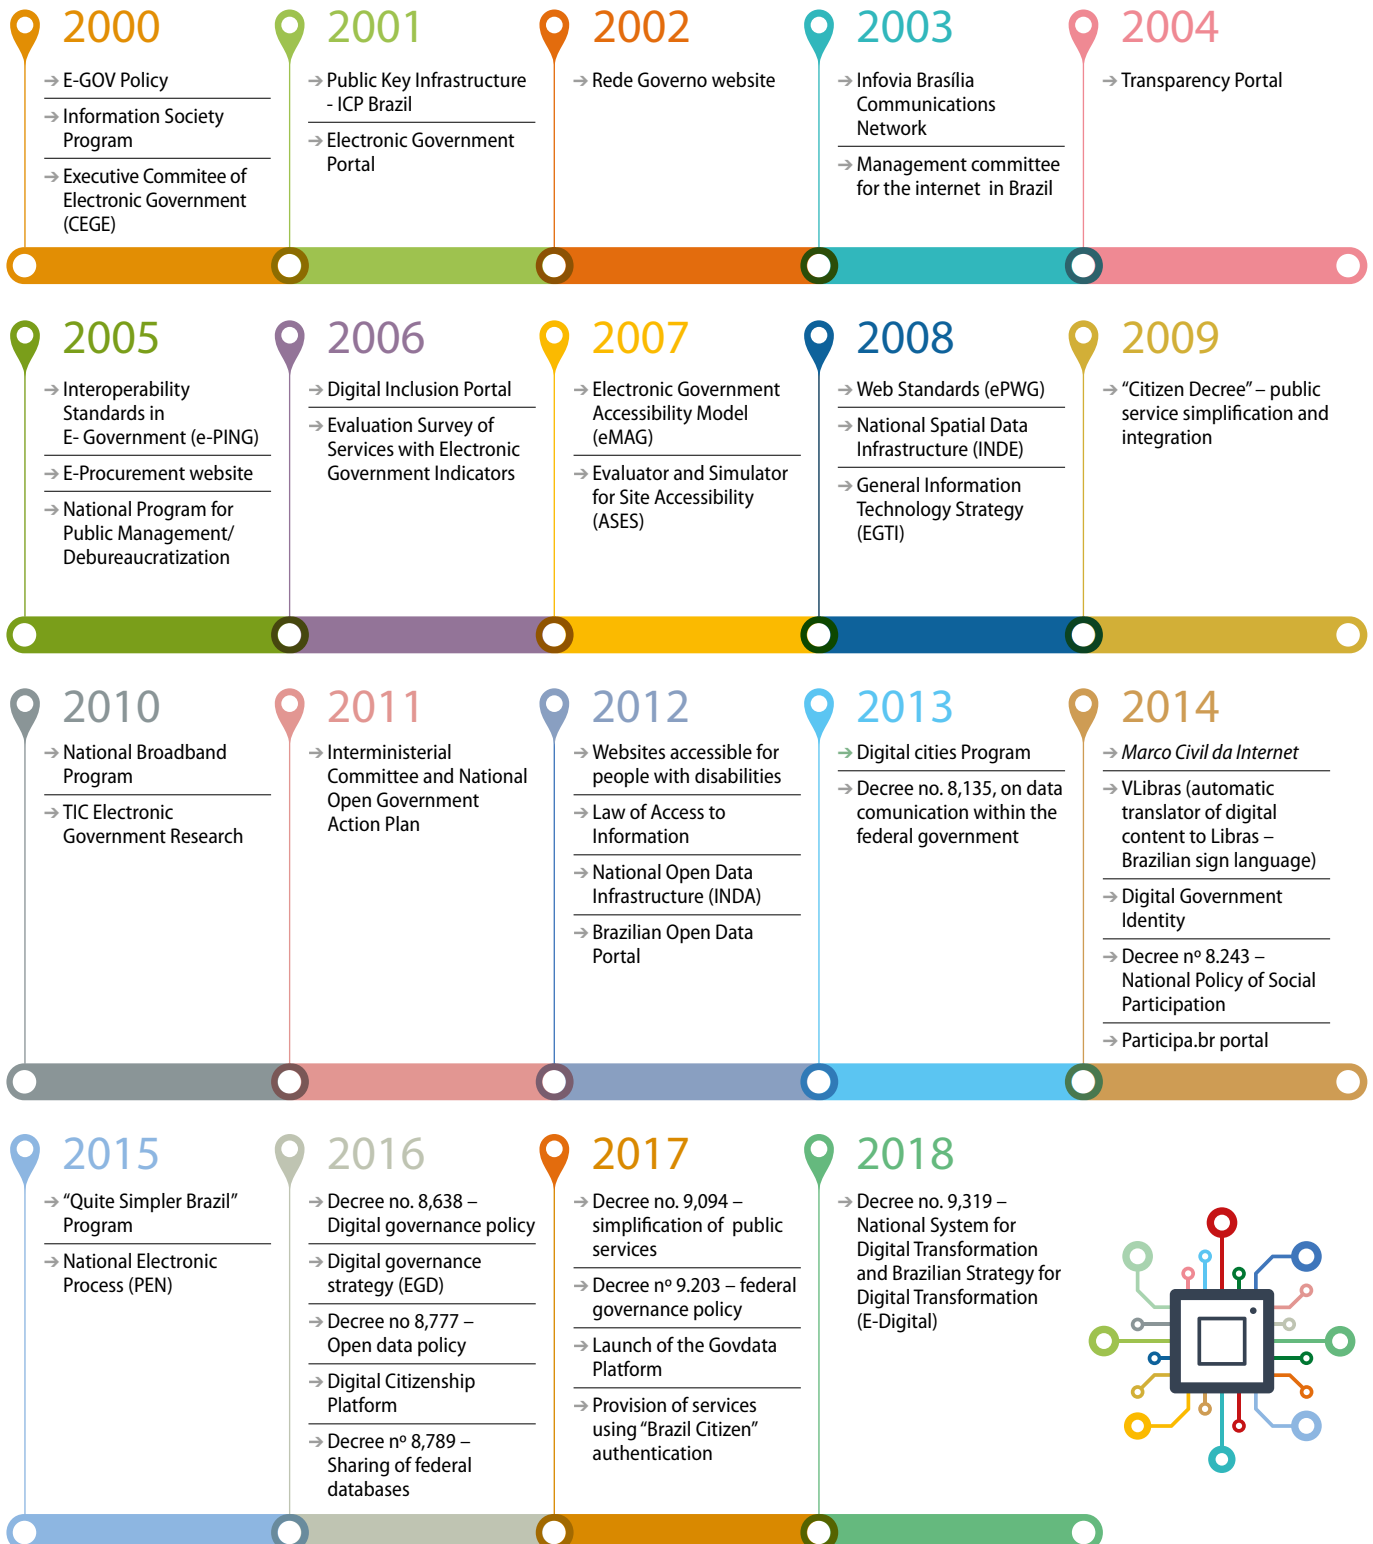 2000
→ E-GOV Policy
→ Information Society
Program
→ Executive Commitee of
Electronic Government
(CEGE)
2001
→ Public Key Infrastructure
- ICP Brazil
→ Electronic Government
Portal
2002
→ Rede Governo website
2003
→ Infovia Brasília
Communications
Network
→ Management committee
for the internet in Brazil
2004
→ Transparency Portal
2005
→ Interoperability
Standards in
E- Government (e-PING)
→ E-Procurement website
→ National Program for
Public Management/
Debureaucratization
2006
→ Digital Inclusion Portal
→ Evaluation Survey of
Services with Electronic
Government Indicators
2007
→ Electronic Government
Accessibility Model
(eMAG)
→ Evaluator and Simulator
for Site Accessibility
(ASES)
2008
→ Web Standards (ePWG)
→ National Spatial Data
Infrastructure (INDE)
→ General Information
Technology Strategy
(EGTI)
2009
→ “Citizen Decree” – public
service simplification and
integration
2010
→ National Broadband
Program
→ TIC Electronic
Government Research
2011
→ Interministerial
Committee and National
Open Government
Action Plan
2012
→ Websites accessible for
people with disabilities
→ Law of Access to
Information
→ National Open Data
Infrastructure (INDA)
→ Brazilian Open Data
Portal
2013
→ Digital cities Program
→ Decree no. 8,135, on data
comunication within the
federal government
2014
→ Marco Civil da Internet
→ VLibras (automatic
translator of digital
content to Libras –
Brazilian sign language)
→ Digital Government
Identity
→ Decree nº 8.243 –
National Policy of Social
Participation
→ Participa.br portal
2015
→ “Quite Simpler Brazil”
Program
→ National Electronic
Process (PEN)
2016
→ Decree no. 8,638 –
Digital governance policy
→ Digital governance
strategy (EGD)
→ Decree no 8,777 –
Open data policy
→ Digital Citizenship
Platform
→ Decree nº 8,789 –
Sharing of federal
databases
2017
→ Decree no. 9,094 –
simplification of public
services
→ Decree nº 9.203 – federal
governance policy
→ Launch of the Govdata
Platform
→ Provision of services
using “Brazil Citizen”
authentication
2018
→ Decree no. 9,319 –
National System for
Digital Transformation
and Brazilian Strategy for
Digital Transformation
(E-Digital)